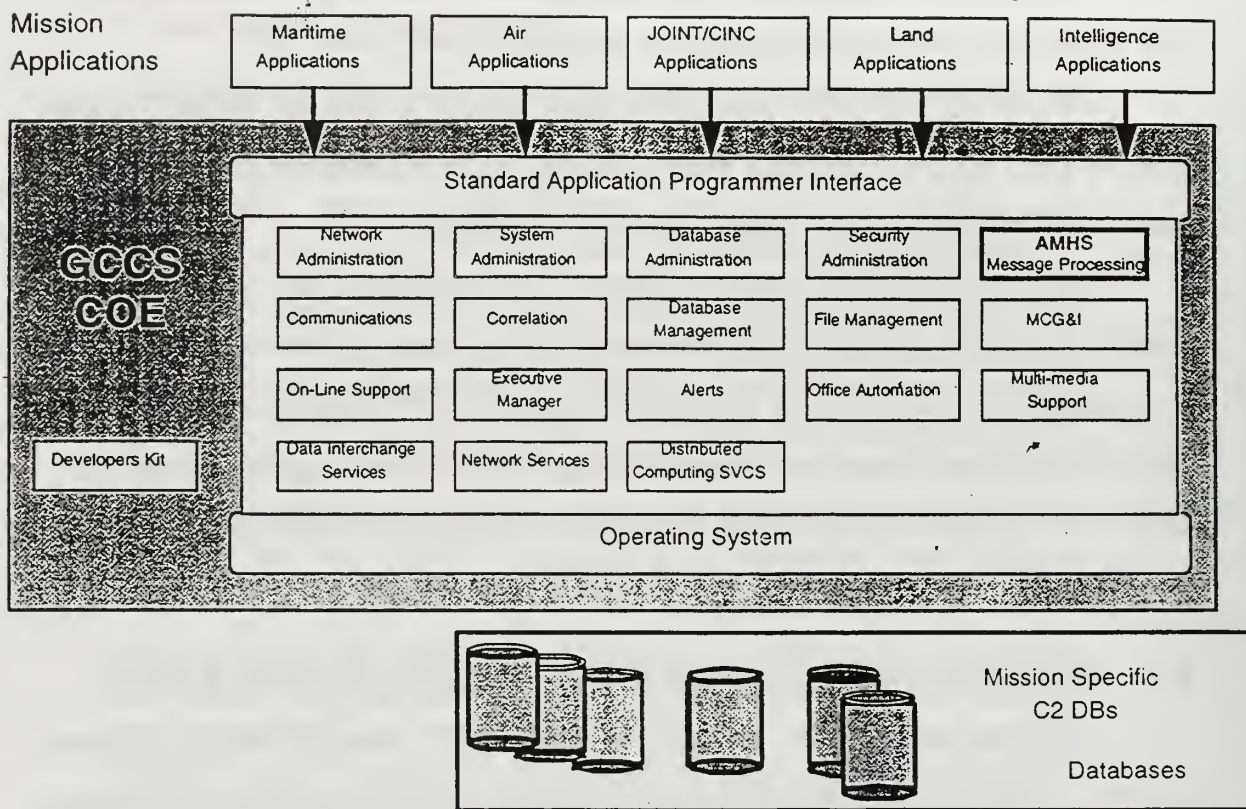 Mission
Applications
Maritime
Applications
Air
Applications
JOINT/CINC
Applications
Land
Applications
Intelligence
Applications
Standard Application Programmer Interface
GCCS
COE
Developers Kit
Network
Administration
System
Administration
Database
Administration
Security
Administration
AMHS
Message Processing
Communications
Correlation
Database
Management
File Management
MCG&I
On-Line Support
Executive
Manager
Alerts
Office Automation
Multi-media
Support
Data Interchange
Services
Network Services
Distributed
Computing SVCS
Operating System
Mission Specific
C2 DBs
Databases